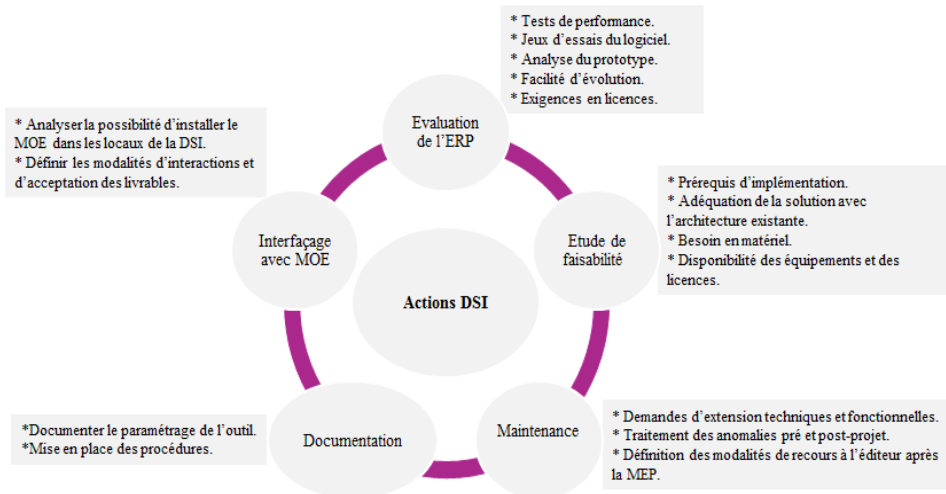 * Tests de performance.
* Jeux d’essais du logiciel.
* Analyse du prototype.
* Facilité d’évolution.
* Exigences en licences.
Evaluation
de l’ERP
* Analyser la possibilité d’installer le
MOE dans les locaux de la DSI.
* Définir les modalités d’interactions et
d’acceptation des livrables.
* Prérequis d’implémentation.
* Adéquation de la solution avec
l’architecture existante.
* Besoin en matériel.
* Disponibilité des équipements et des
licences.
Interfaçage
avec MOE
Etude de
faisabilité
Actions DSI
*Documenter le paramétrage de l’outil.
*Mise en place des procédures.
Documentation
Maintenance
* Demandes d’extension techniques et fonctionnelles.
* Traitement des anomalies pré et post-projet.
* Définition des modalités de recours à l’éditeur après
la MEP.